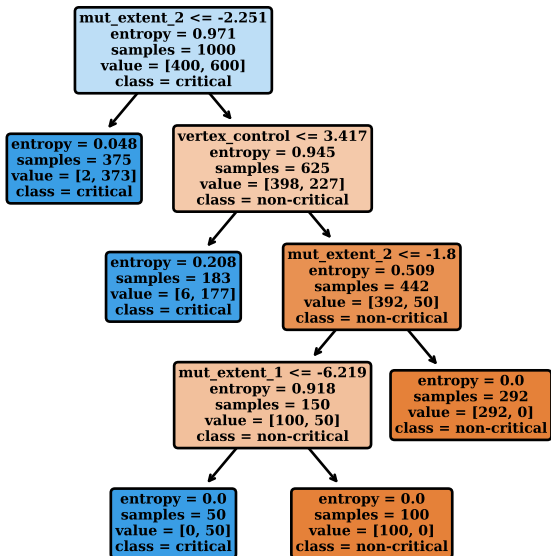 mut_extent_2 <= -2.251
entropy = 0.971
samples = 1000
value = [400, 600]
class = critical
entropy = 0.048
samples = 375
value = [2, 373]
class = critical
vertex_control <= 3.417
entropy = 0.945
samples = 625
value = [398, 227]
class = non-critical
entropy = 0.208
samples = 183
value = [6, 177]
class = critical
mut_extent_2 <= -1.8
entropy = 0.509
samples = 442
value = [392, 50]
class = non-critical
mut_extent_1 <= -6.219
entropy = 0.918
samples = 150
value = [100, 50]
class = non-critical
entropy = 0.0
samples = 292
value = [292, 0]
class = non-critical
entropy = 0.0
samples = 50
value = [0, 50]
class = critical
entropy = 0.0
samples = 100
value = [100, 0]
class = non-critical